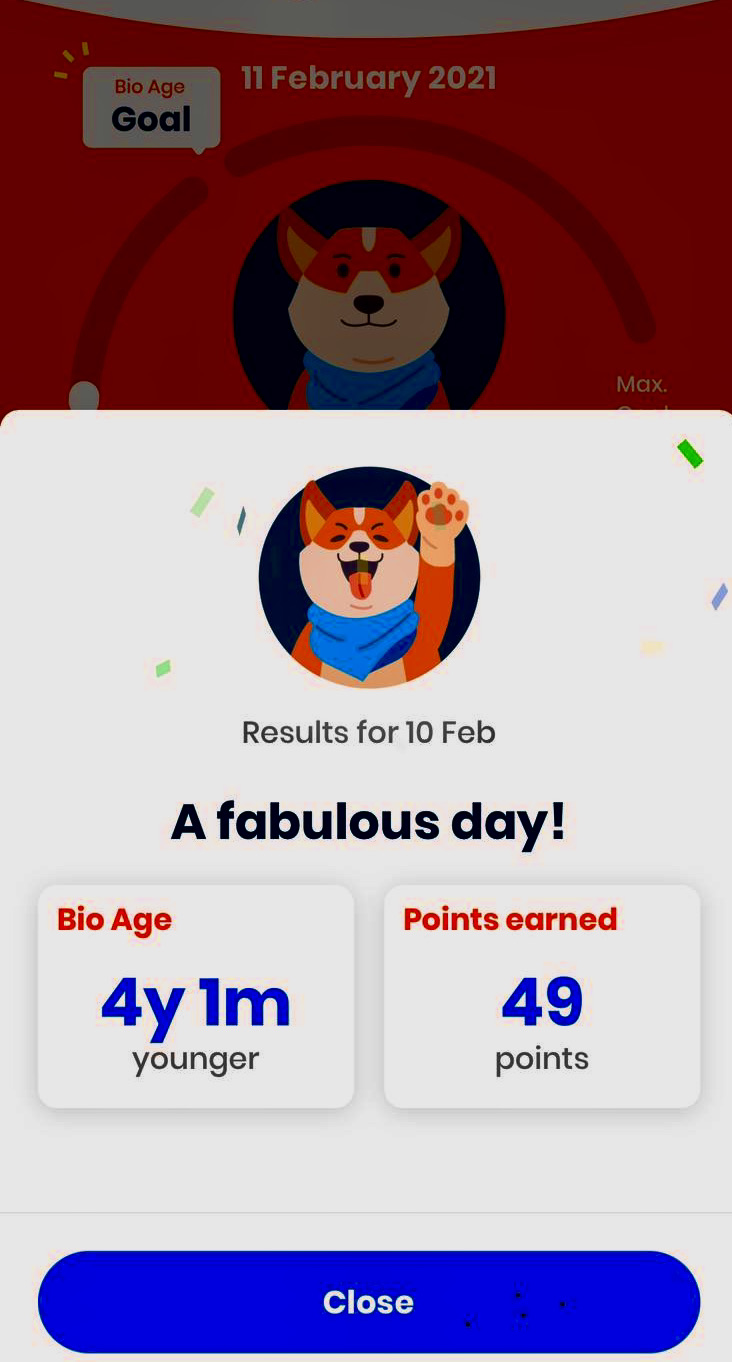 Bio Age
Goal
11 February 2021
Max.
Results for 10 Feb
A fabulous day!
Bio Age
4y 1m
younger
Points earned
49
points
Close